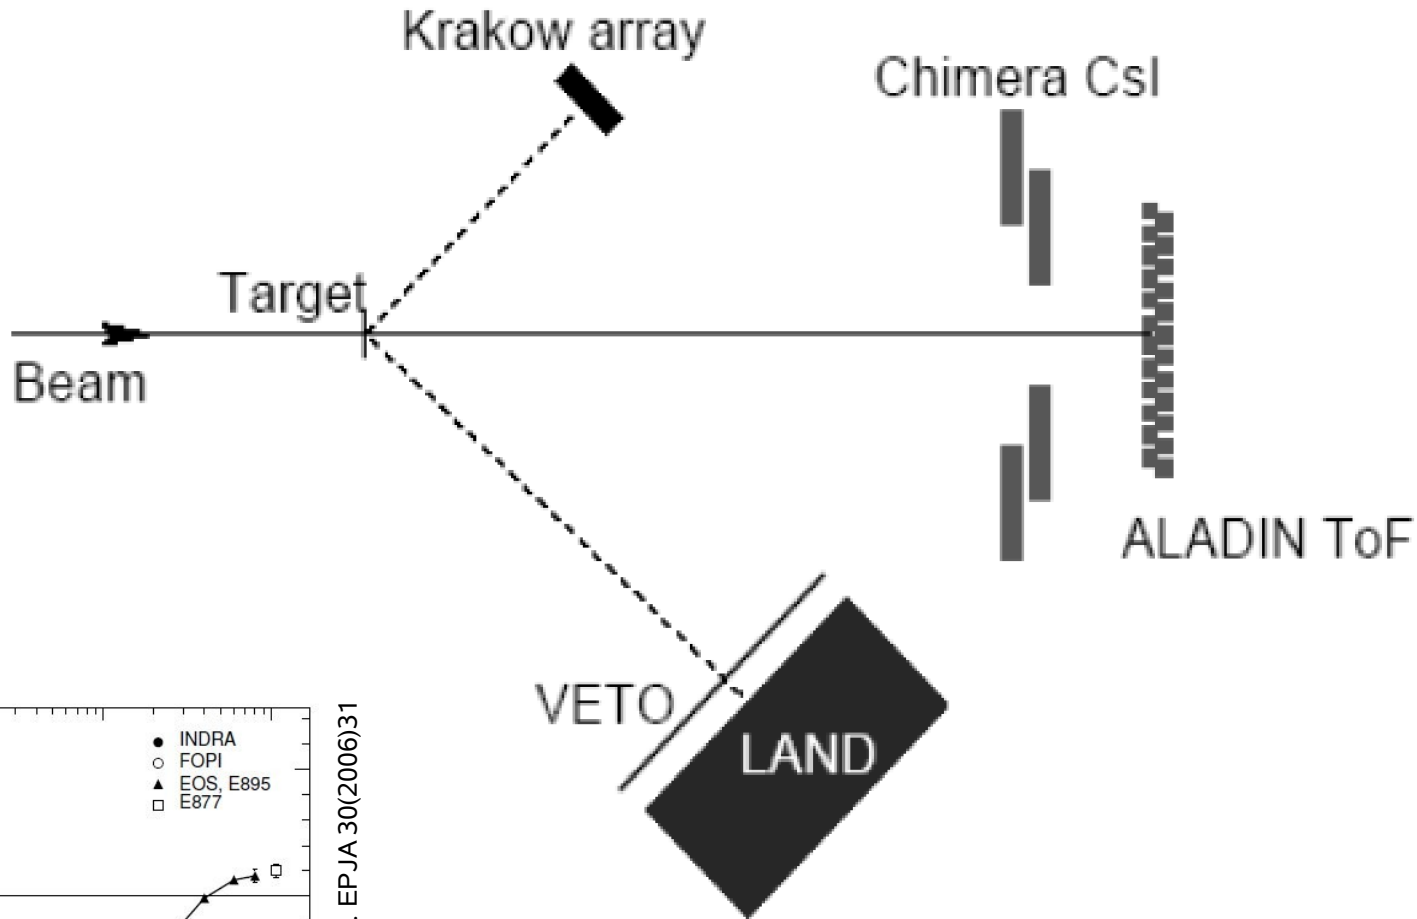 Krakow array
Chimera CsI
Target
Beam
ALADIN ToF
VETO
LAND
INDRA
FOPI
EOS, E895
E877
. EPJA 30(2006)31